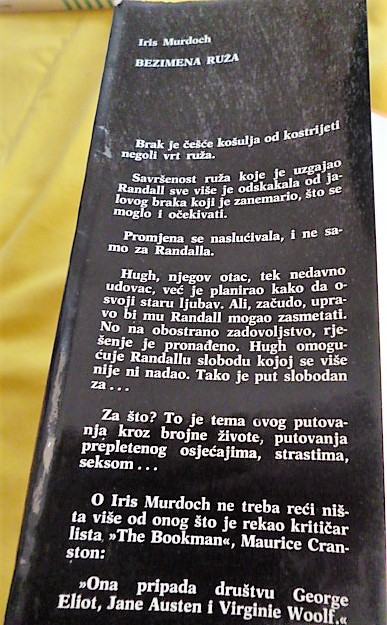 Iris Murdoch
BEZIMENA RUŽA
Brak je češće košulja od kostrijeti
negoli vrt ruža.
Savršenost ruža koje je uzgajao
Randall sve više je odskakala od ja-
lovog braka koji je zanemario, što se
moglo i očekivati.
Promjena se naslućivala, i ne sa-
mo za Randalla.
Hugh, njegov otac, tek nedavno
udovac, već je planirao kako da o-
svoji staru ljubav. Ali, začudo, upra-
vo bi mu Randall mogao zasmetati.
No na obostrano zadovoljstvo, rje-
šenje je pronađeno. Hugh omogu-
ćuje Randallu slobodu kojoj se više
nije ni nadao. Tako je put slobodan
za...
Za što? To je tema ovog putova-
nja kroz brojne živote, putovanja
prepletenog osjećajima, strastima,
seksom...
O Iris Murdoch ne treba reći niš-
ta više od onog što je rekao kritičar
lista »The Bookman«, Maurice Cran-
ston:
»Ona pripada društvu George
Eliot, Jane Austen i Virginie Woolf.«